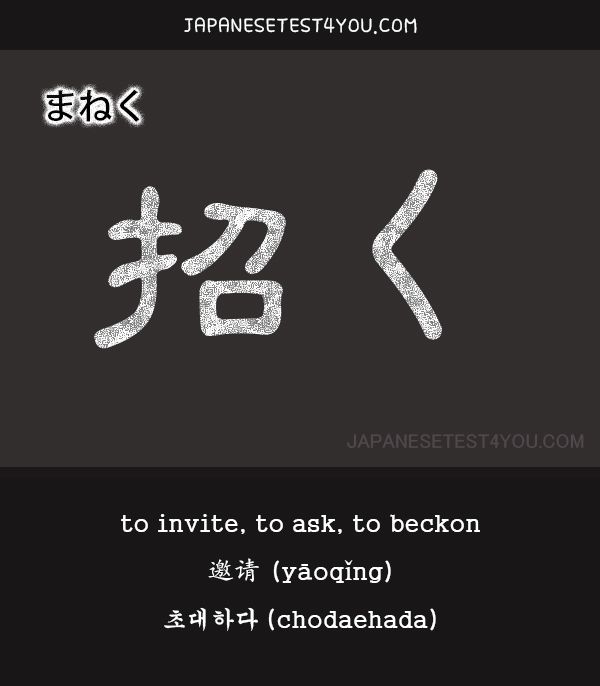 JAPANESETEST4YOU.COM
まねく
招く
JAPANESETEST4YOU.COM
to invite, to ask, to beckon
邀请 (yāoqǐng)
초대하다 (chodaehada)